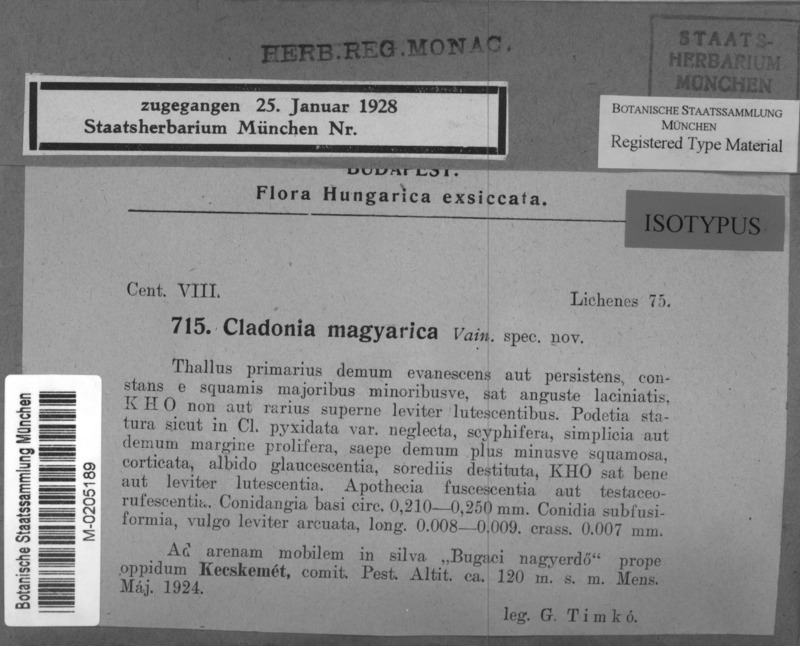 HERB. REG. MONAC.
STAATS-
HERBARIUM
MÜNCHEN
zugegangen 25. Januar 1928
Staatsherbarium München Nr.
BOTANISCHE STAATSSAMMLUNG
MÜNCHEN
Registered Type Material
BUDAPEST.
Flora Hungarica exsiccata.
ISOTYPUS
Cent. VIII.
Lichenes 75.
715. Cladonia magyarica Vain. spec. nov.
Thallus primarius demum evanescens aut persistens, con-
stans e squamis majoribus minoribusve, sat anguste laciniatis,
KHO non aut rarius superne leviter lutescentibus. Podetia sta-
tura sicut in Cl. pyxidata var. neglecta, scyphifera, simplicia aut
demum margine prolifera, saepe demum plus minusve squamosa,
corticata, albido glaucescentia, sorediis destituta, KHO sat bene
aut leviter lutescentia. Apothecia fuscescentia aut testaceo-
rufescentia. Conidangia basi circ. 0,210—0,250 mm. Conidia subfusi-
formia, vulgo leviter arcuata, long. 0.008—0.009. crass. 0.007 mm.
Ad arenam mobilem in silva „Bugaci nagyerdő“ prope
oppidum Kecskemét, comit. Pest. Altit. ca. 120 m. s. m. Mens.
Máj. 1924.
leg. G. Timkó.
Botanische Staatssammlung München
M-0205189